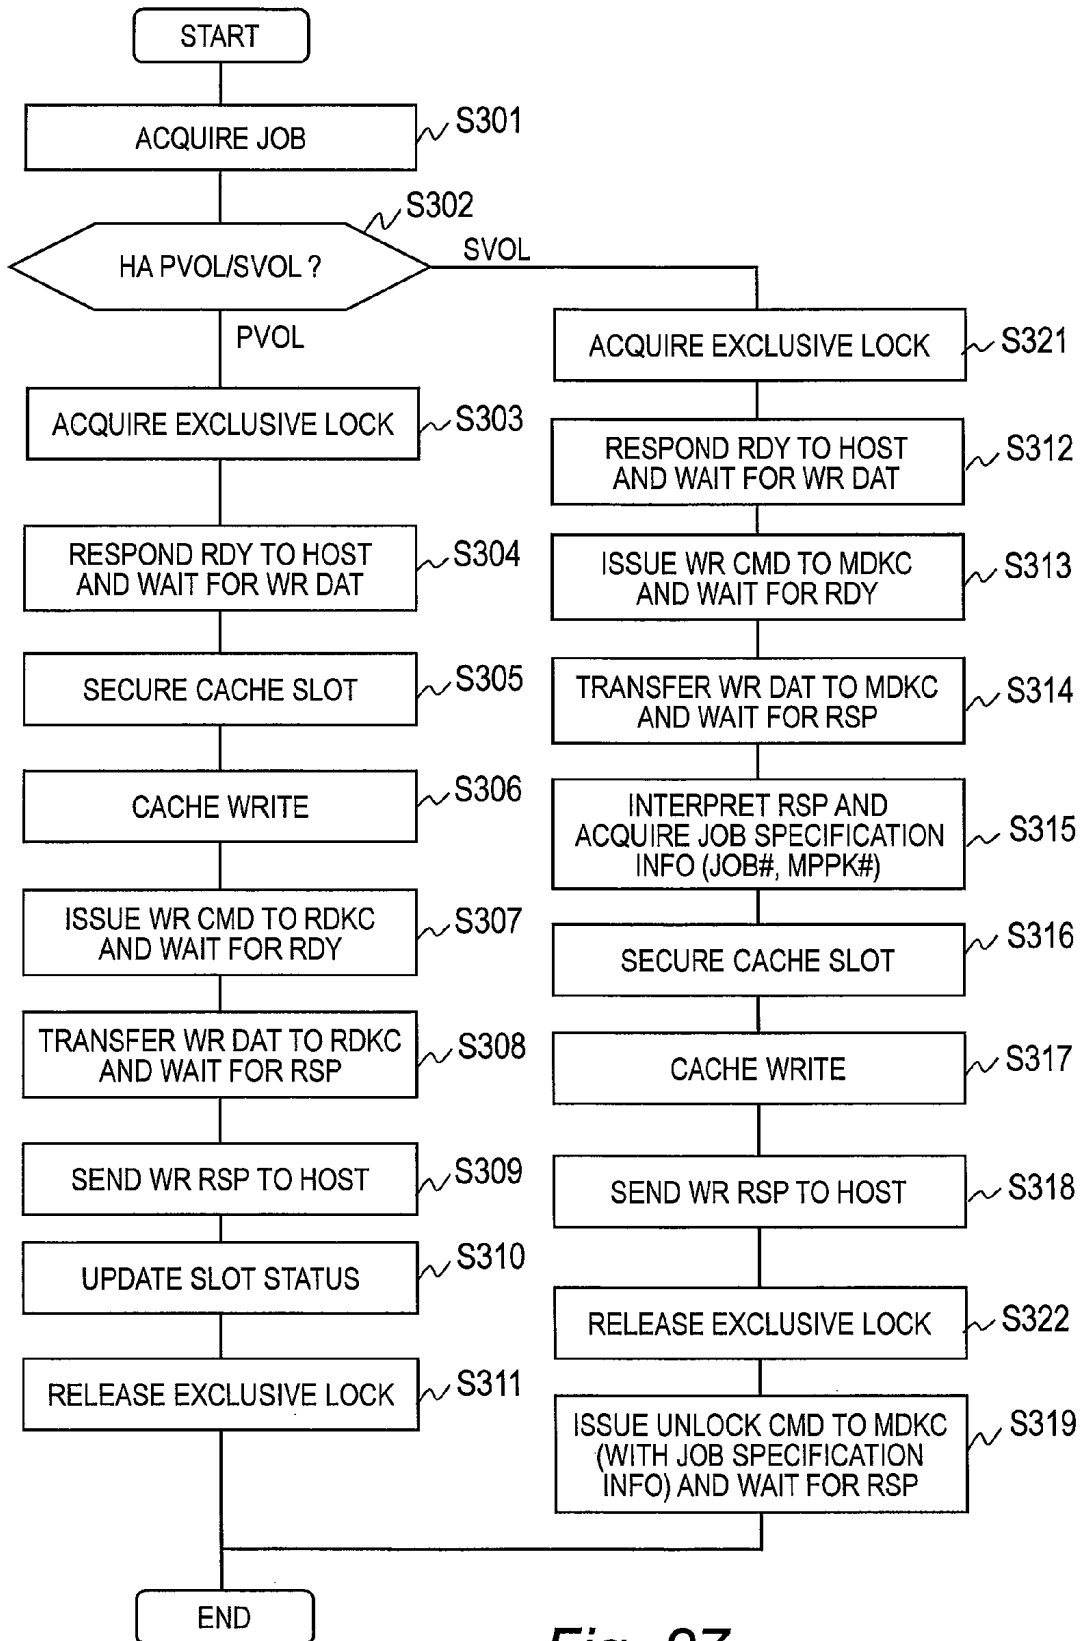 START
ACQUIRE JOB
S301
S302
HA PVOL/SVOL ?
SVOL
PVOL
ACQUIRE EXCLUSIVE LOCK
S303
RESPOND RDY TO HOST
AND WAIT FOR WR DAT
S304
SECURE CACHE SLOT
S305
CACHE WRITE
S306
ISSUE WR CMD TO RDKC
AND WAIT FOR RDY
S307
TRANSFER WR DAT TO RDKC
AND WAIT FOR RSP
S308
SEND WR RSP TO HOST
S309
UPDATE SLOT STATUS
S310
RELEASE EXCLUSIVE LOCK
S311
ACQUIRE EXCLUSIVE LOCK
S321
RESPOND RDY TO HOST
AND WAIT FOR WR DAT
S312
ISSUE WR CMD TO MDKC
AND WAIT FOR RDY
S313
TRANSFER WR DAT TO MDKC
AND WAIT FOR RSP
S314
INTERPRET RSP AND
ACQUIRE JOB SPECIFICATION
INFO (JOB#, MPPK#)
S315
SECURE CACHE SLOT
S316
CACHE WRITE
S317
SEND WR RSP TO HOST
S318
RELEASE EXCLUSIVE LOCK
S322
ISSUE UNLOCK CMD TO MDKC
(WITH JOB SPECIFICATION
INFO) AND WAIT FOR RSP
S319
END